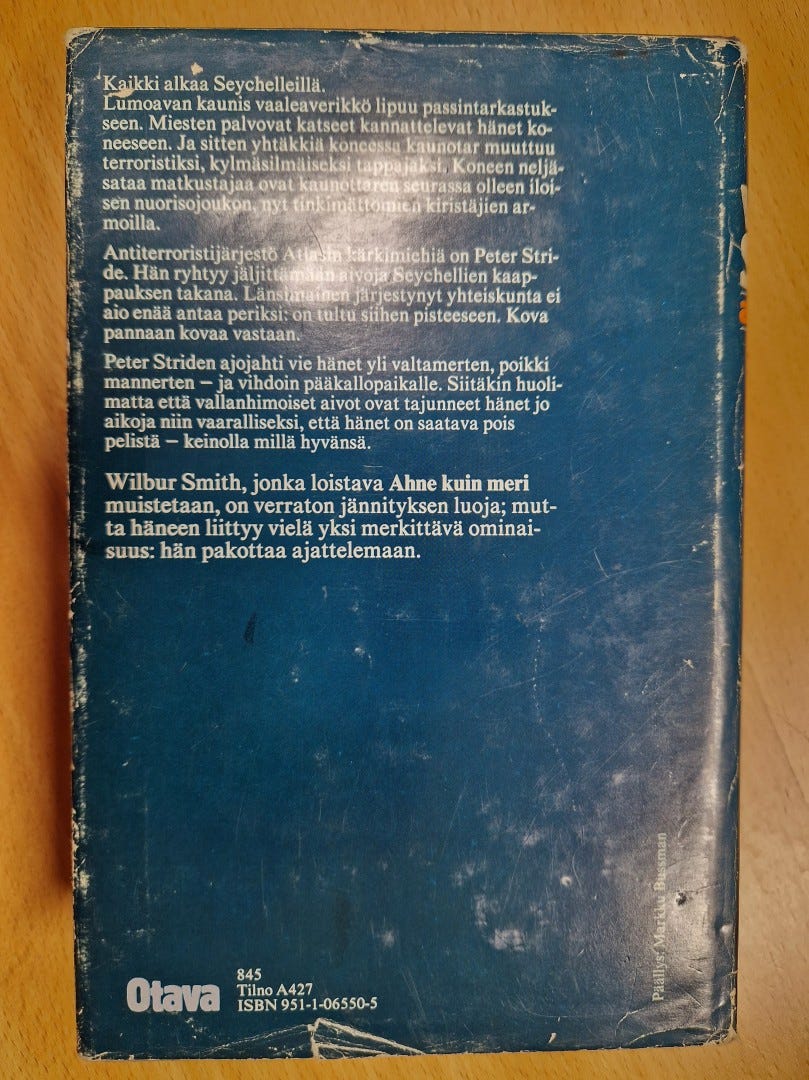 Kaikki alkaa Seychelleillä.
Lumoavan kaunis vaaleaverikkö lipuu passintarkastuk-
seen. Miesten palvovat katseet kannattelevat hänet ko-
neeseen. Ja sitten yhtäkkiä koneessa kaunotar muuttuu
terroristiksi, kylmäsilmäiseksi tappajaksi. Koneen neljä-
sataa matkustajaa ovat kaunottaren seurassa olleen iloi-
sen nuorisojoukon, nyt tinkimättömien kiristäjien ar-
moilla.
Antiterroristijärjestö Atlasin kärkimiehiä on Peter Stri-
de. Hän ryhtyy jäljittämään aivoja Seychellien kaap-
pauksen takana. Länsimainen järjestynyt yhteiskunta ei
aio enää antaa periksi: on tultu siihen pisteeseen. Kova
pannaan kovaa vastaan.
Peter Striden ajojahti vie hänet yli valtamerten, poikki
mannerten – ja vihdoin pääkallopaikalle. Siitäkin huoli-
matta että vallanhimoiset aivot ovat tajunneet hänet jo
aikoja niin vaaralliseksi, että hänet on saatava pois
pelistä – keinolla millä hyvänsä.
Wilbur Smith, jonka loistava Ahne kuin meri
muistetaan, on verraton jännityksen luoja; mut-
ta häneen liittyy vielä yksi merkittävä ominai-
suus: hän pakottaa ajattelemaan.
Päällys: Markku Bussman
Otava
845
Tilno A427
ISBN 951-1-06550-5